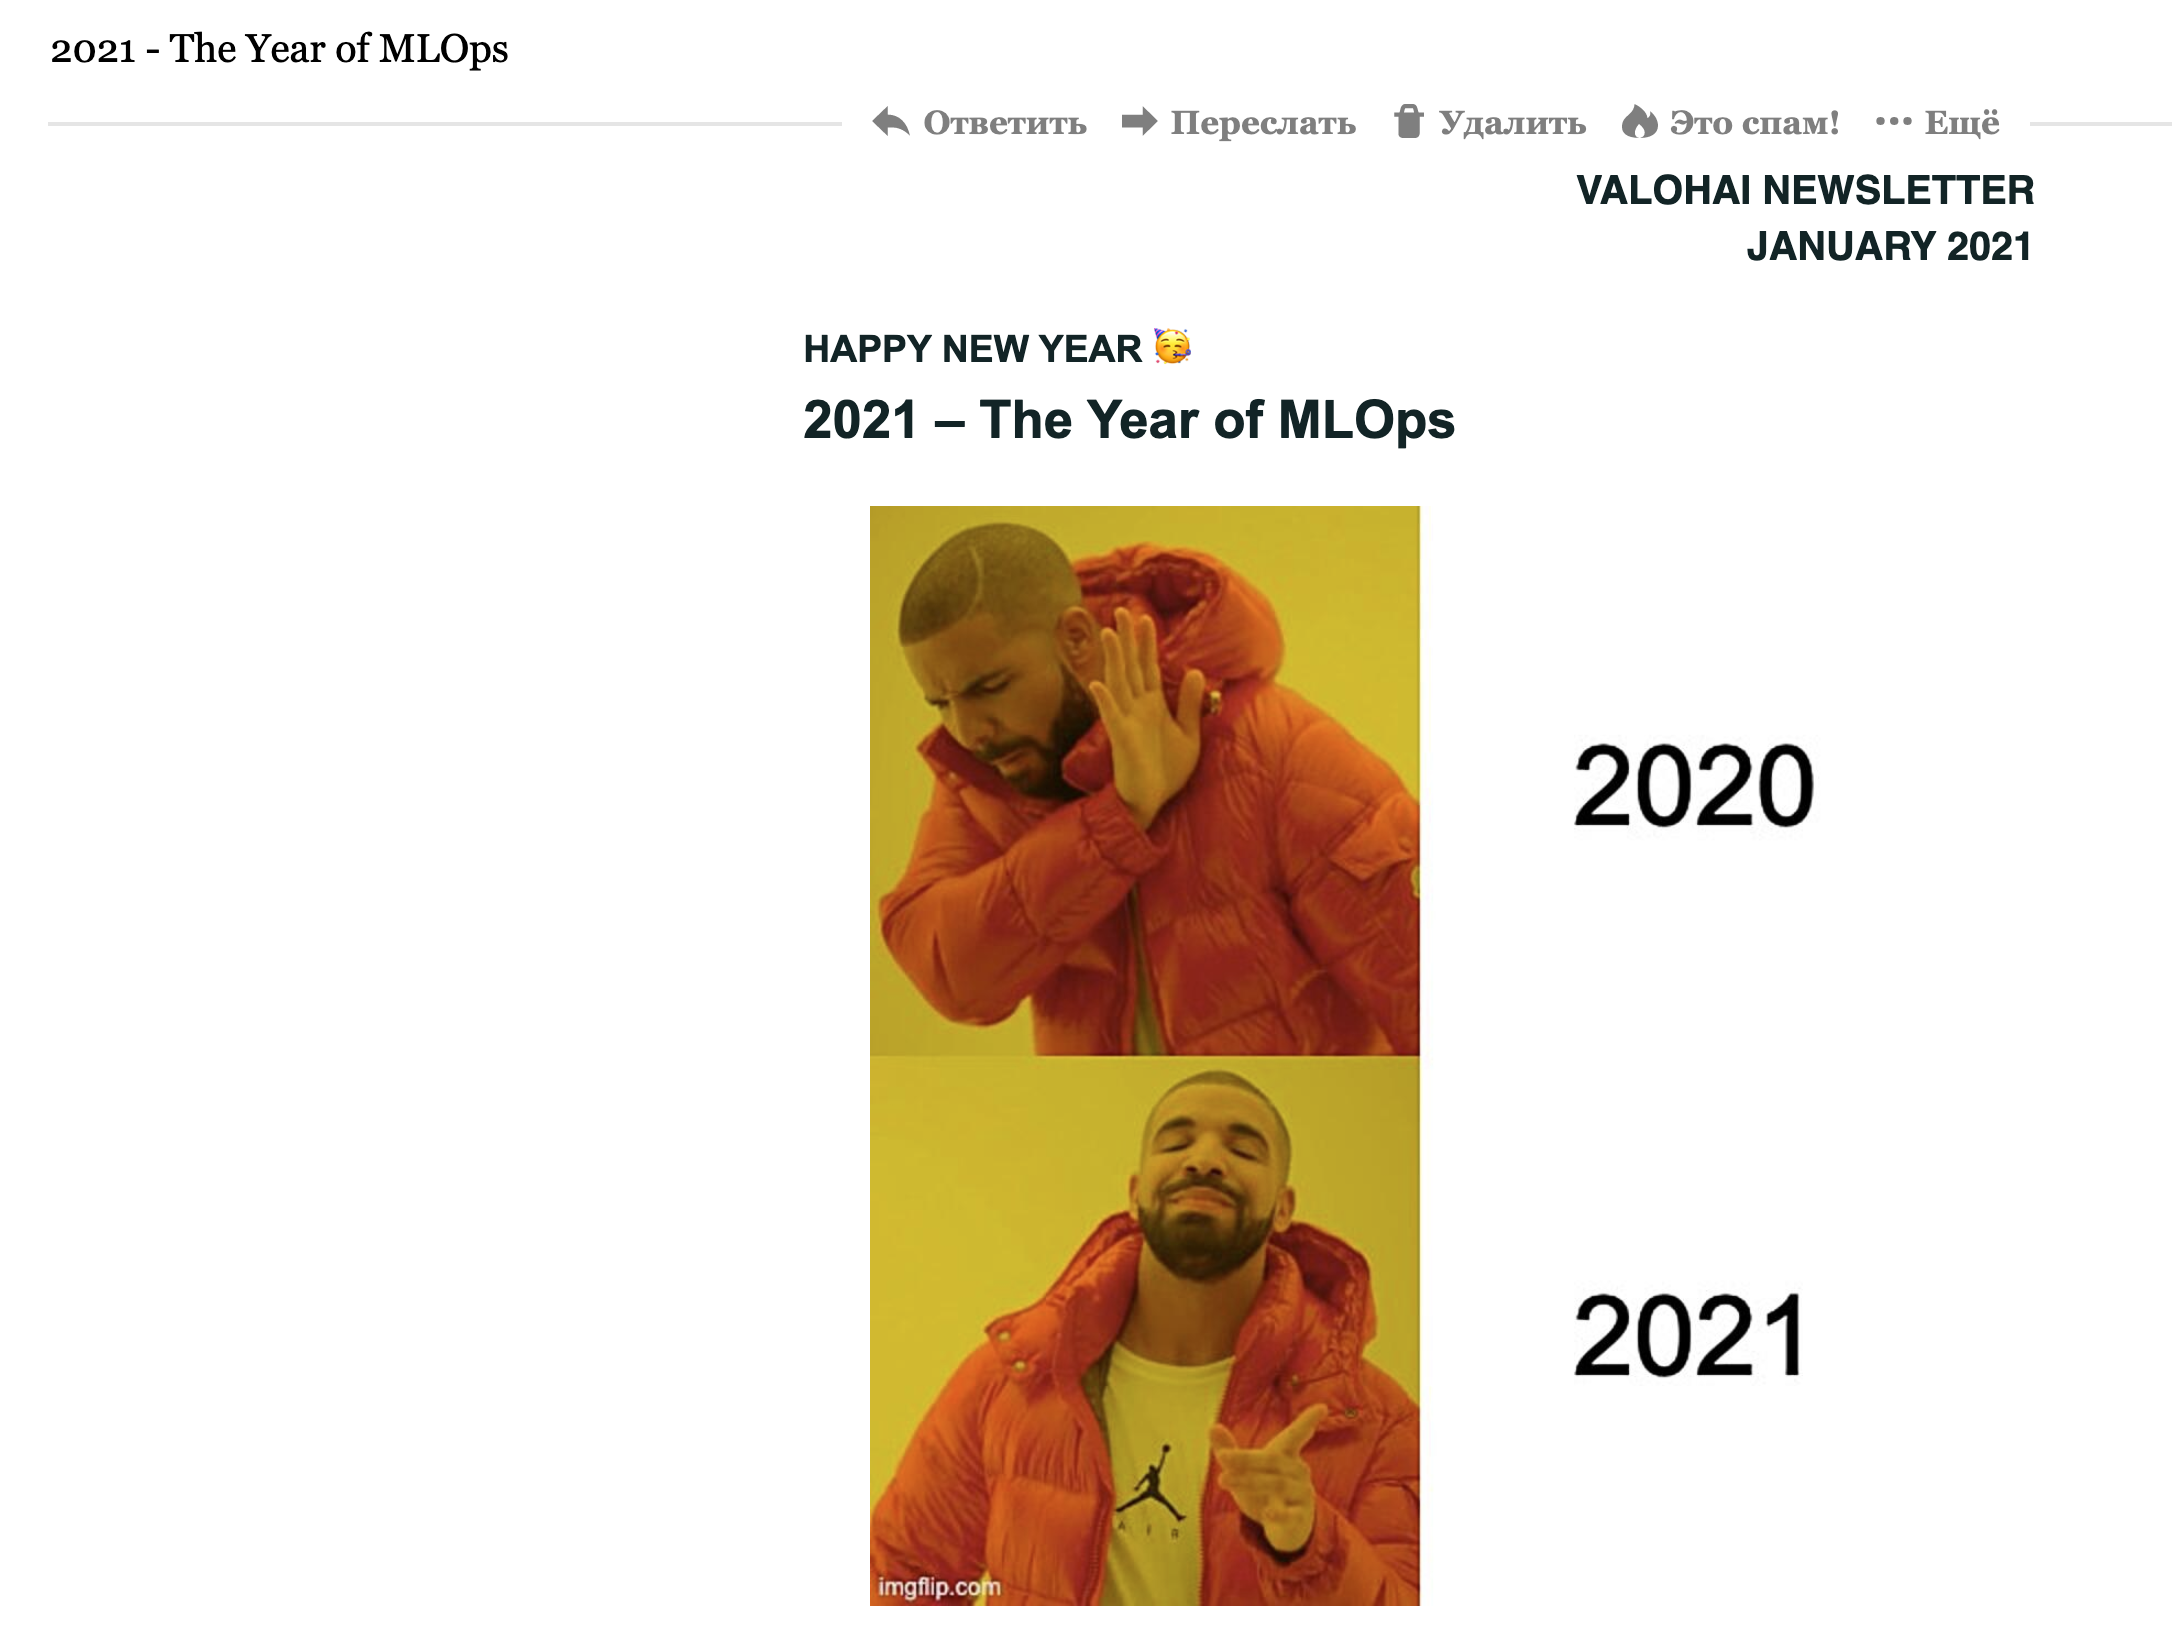 2021 - The Year of MLOps
Ответить Переслать Удалить Это спам! Ещё
VALOHAI NEWSLETTER
JANUARY 2021
HAPPY NEW YEAR 🥳
2021 – The Year of MLOps
2020
2021
AIR
imgflip.com